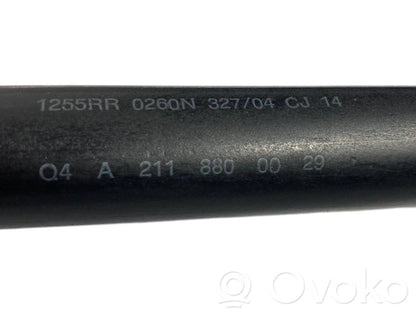 1255RR 0260N 327/04 CJ 14
Q4 A 211 880 00 29
OVOKO